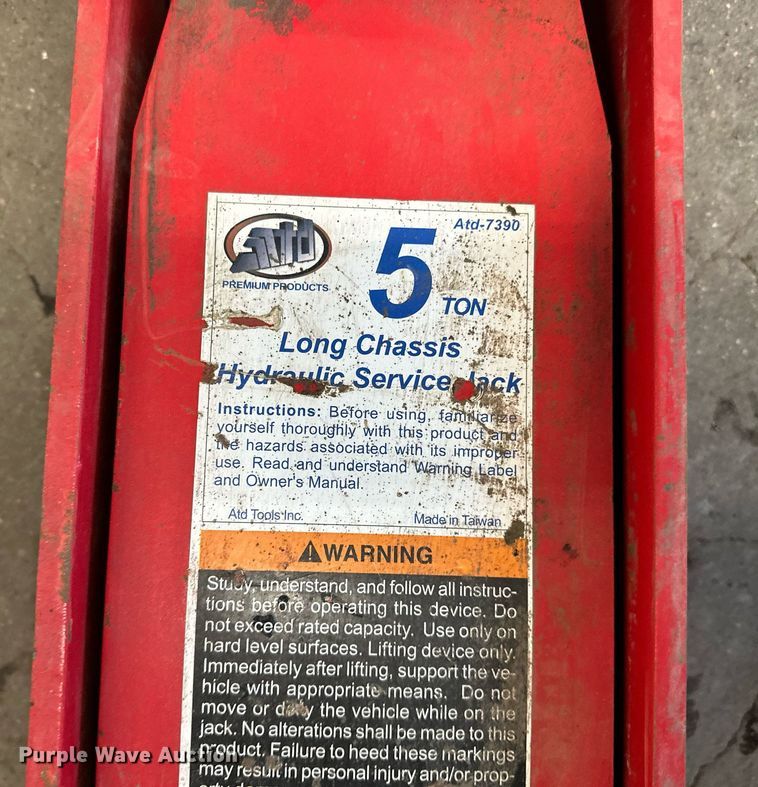 Atd-7390
Atd
PREMIUM PRODUCTS
5 TON
Long Chassis
Hydraulic Service Jack
Instructions: Before using, familiarize
yourself thoroughly with this product and
the hazards associated with its improper
use. Read and understand Warning Label
and Owner's Manual.
Atd Tools Inc. Made in Taiwan
WARNING
Study, understand, and follow all instruc-
tions before operating this device. Do
not exceed rated capacity. Use only on
hard level surfaces. Lifting device only.
Immediately after lifting, support the ve-
hicle with appropriate means. Do not
move or dolly the vehicle while on the
jack. No alterations shall be made to this
product. Failure to heed these markings
may result in personal injury and/or prop-
Purple Wave Auction